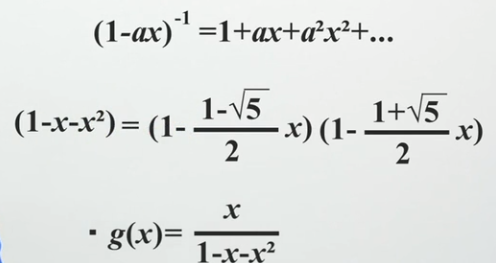 (1-ax)⁻¹ =1+ax+a²x²+...
(1-x-x²) = (1- (1-√5)/2 x) (1- (1+√5)/2 x)
▪ g(x)= x/(1-x-x²)